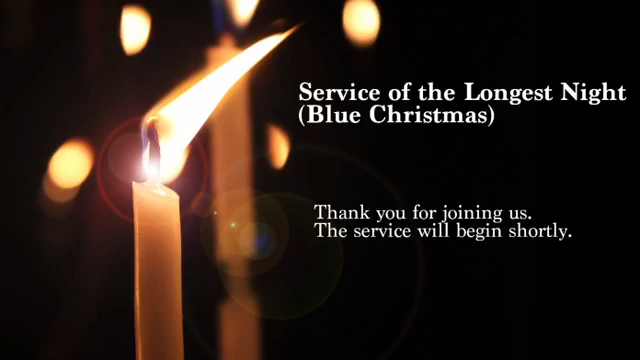 Service of the Longest Night
(Blue Christmas)
Thank you for joining us.
The service will begin shortly.